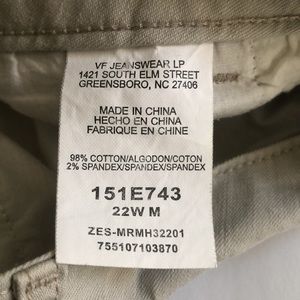 VF JEANSWEAR LP
1421 SOUTH ELM STREET
GREENSBORO, NC 27406
MADE IN CHINA
HECHO EN CHINA
FABRIQUE EN CHINE
98% COTTON/ALGODON/COTON
2% SPANDEX/SPANDEX/SPANDEX
151E743
22W M
ZES-MRMH32201
755107103870